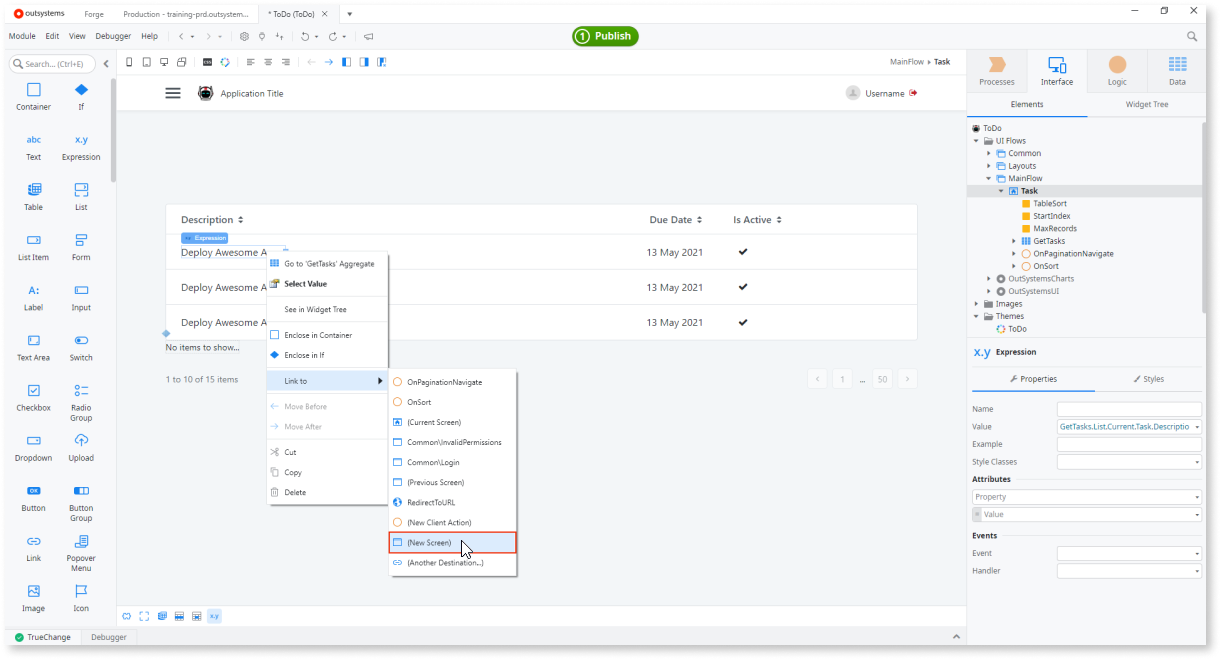 outsystems
Forge
Production - training-prd.outsystem...
* ToDo (ToDo)
Module Edit View Debugger Help
1 Publish
Search... (Ctrl+E)
CSS
MainFlow Task
Container
If
abc
x.y
Text
Expression
Table
List
List Item
Form
A:
Label
Input
Text Area
Switch
Checkbox
Radio Group
Dropdown
Upload
OK
Button
Button Group
Link
Popover Menu
Image
Icon
Application Title
Username
Description
Due Date
Is Active
Expression
Deploy Awesome A
13 May 2021
Deploy Awesome A
13 May 2021
Deploy Awesome A
13 May 2021
No items to show...
1 to 10 of 15 items
1 ... 50
Go to 'GetTasks' Aggregate
Select Value
See in Widget Tree
Enclose in Container
Enclose in If
Link to
Move Before
Move After
Cut
Copy
Delete
OnPaginationNavigate
OnSort
(Current Screen)
Common\InvalidPermissions
Common\Login
(Previous Screen)
RedirectToURL
(New Client Action)
(New Screen)
(Another Destination...)
x.y
TrueChange
Debugger
Processes
Interface
Logic
Data
Elements
Widget Tree
ToDo
UI Flows
Common
Layouts
MainFlow
Task
TableSort
StartIndex
MaxRecords
GetTasks
OnPaginationNavigate
OnSort
OutSystemsCharts
OutSystemsUI
Images
Themes
ToDo
x.y Expression
Properties
Styles
Name
Value GetTasks.List.Current.Task.Descriptio
Example
Style Classes
Attributes
Property
= Value
Events
Event
Handler